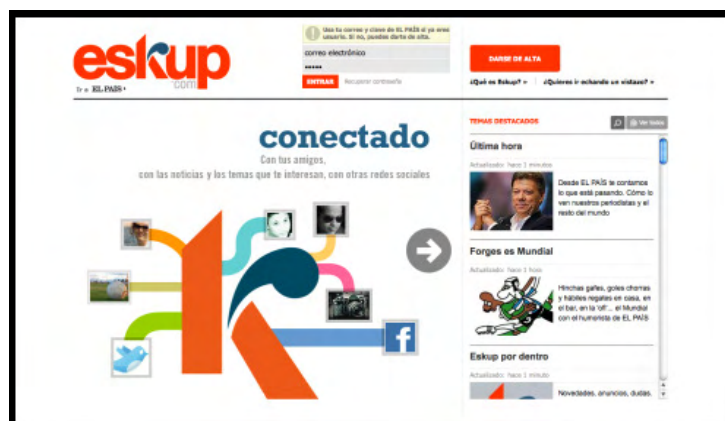 eskup
.com
Ir a EL PAÍS
Usa tu correo y clave de EL PAÍS si ya eres
usuario. Si no, puedes darte de alta.
correo electrónico
•••••
ENTRAR Recuperar contraseña
DARSE DE ALTA
¿Qué es Eskup? » ¿Quieres ir echando un vistazo? »
conectado
Con tus amigos,
con las noticias y los temas que te interesan, con otras redes sociales
TEMAS DESTACADOS
Ver todos
Última hora
Actualizado: hace 1 minutos
Desde EL PAÍS te contamos
lo que está pasando. Cómo lo
ven nuestros periodistas y el
resto del mundo
Forges es Mundial
Actualizado: hace 1 hora
Hinchas gafes, goles chorras
y hábiles regates en casa, en
el bar, en la 'ofi'... el Mundial
con el humorista de EL PAÍS
Eskup por dentro
Actualizado: hace 1 minuto
Novedades, anuncios, dudas.